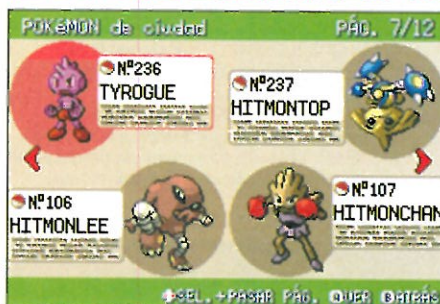 POKéMON de ciudad PÁG. 7/12
Nº236
TYROGUE
Nº237
HITMONTOP
Nº106
HITMONLEE
Nº107
HITMONCHAN
SEL. PASAR PÁG. VER ATRÁS